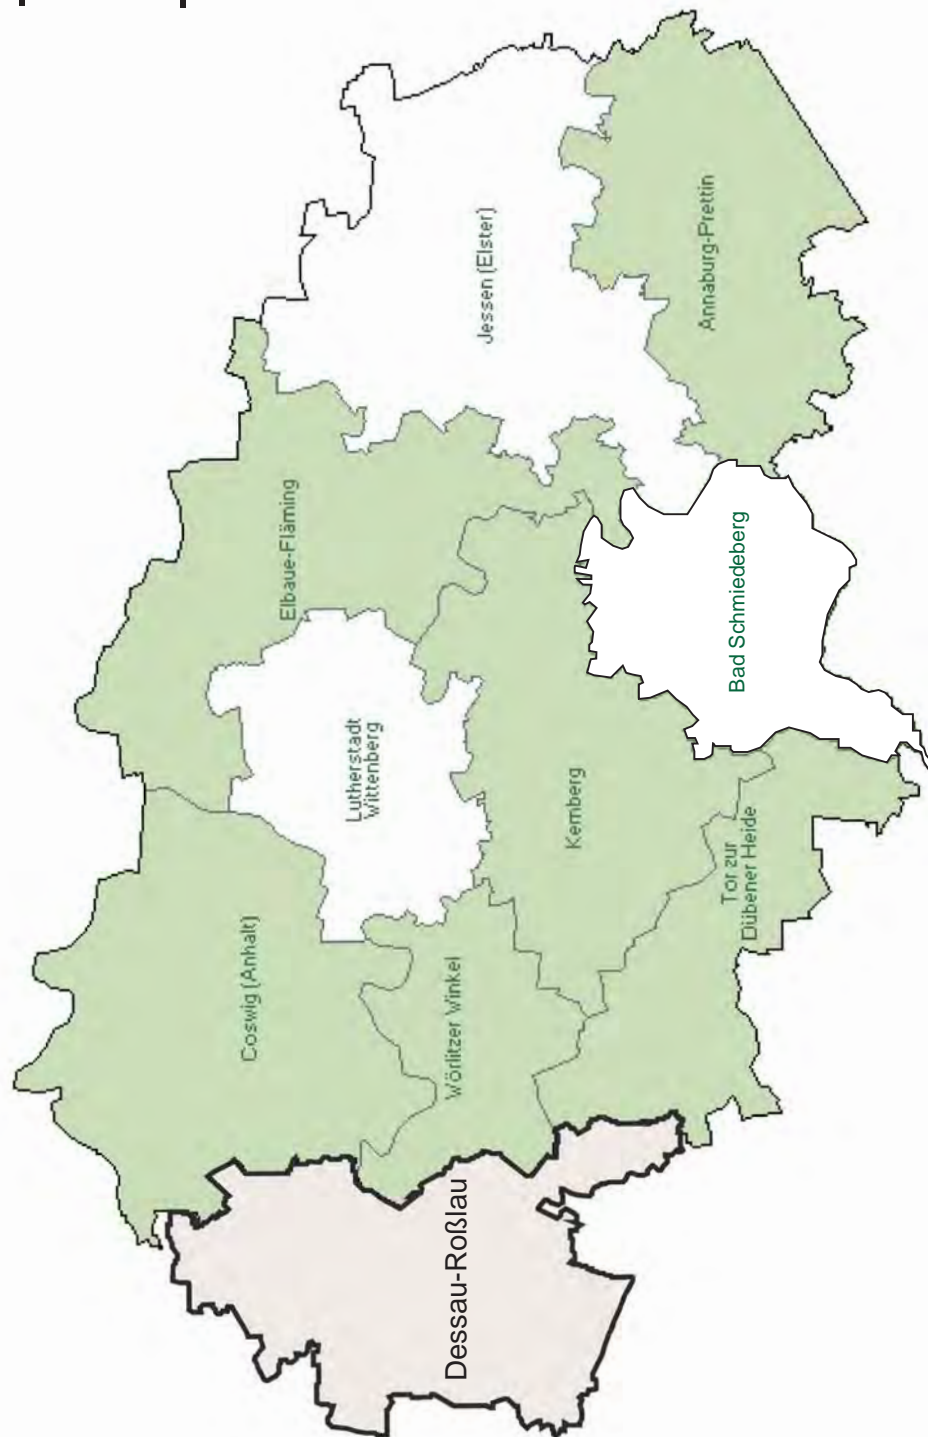 Coswig (Anhalt)
Elbaue-Fläming
Lutherstadt
Wittenberg
Jessen (Elster)
Dessau-Roßlau
Wörlitzer Winkel
Kemberg
Annaburg-Prettin
Tor zur
Dübener Heide
Bad Schmiedeberg